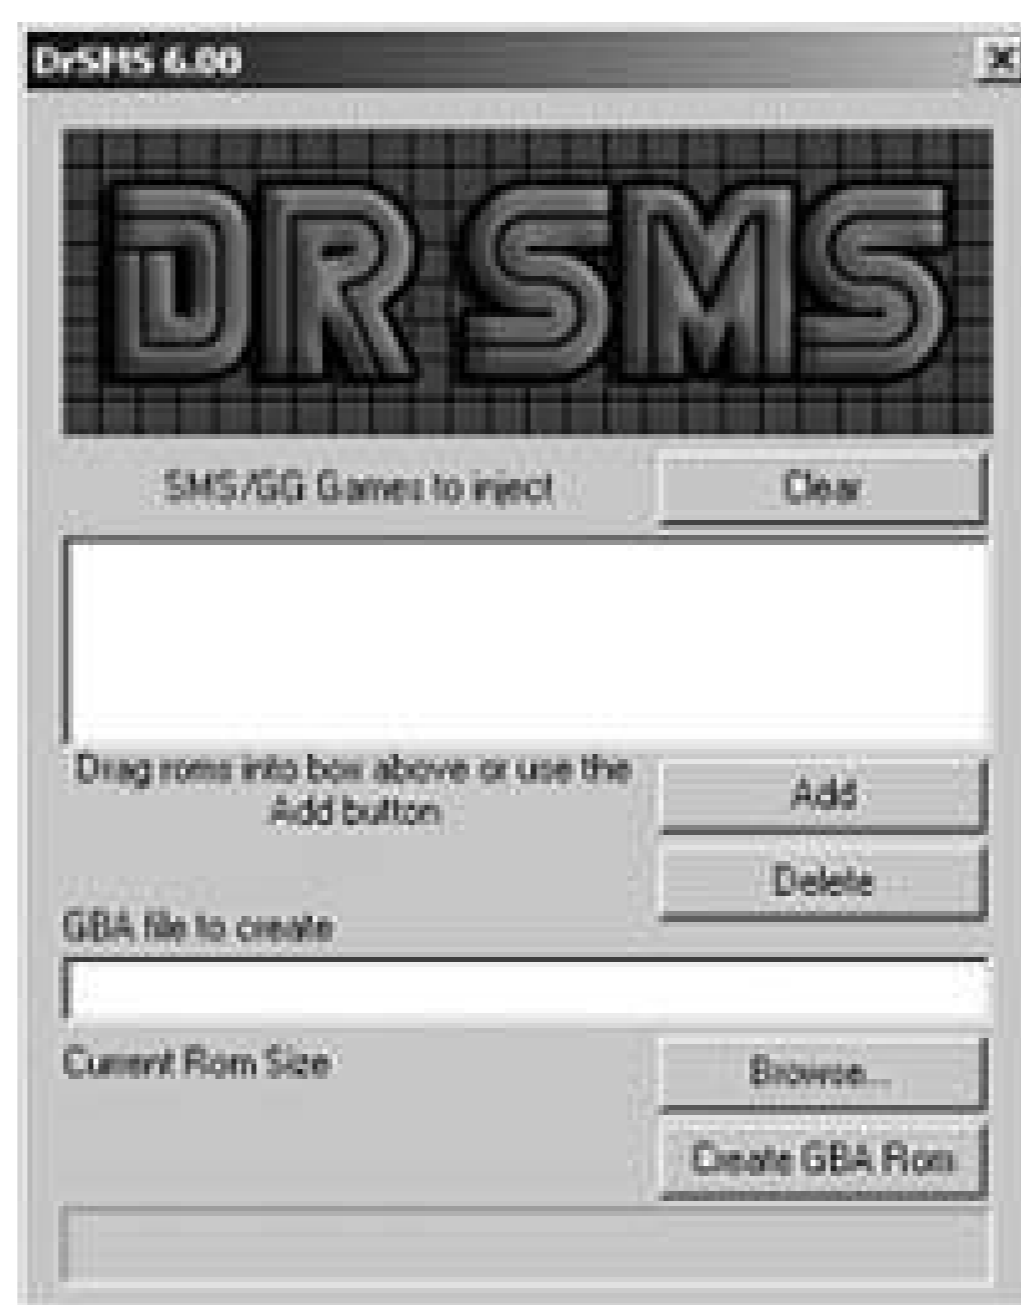 DrSMS 6.00
DR SMS
SMS/GG Games to inject
Clear
Drag roms into box above or use the
Add button
Add
Delete
GBA file to create
Current Rom Size
Browse...
Create GBA Rom